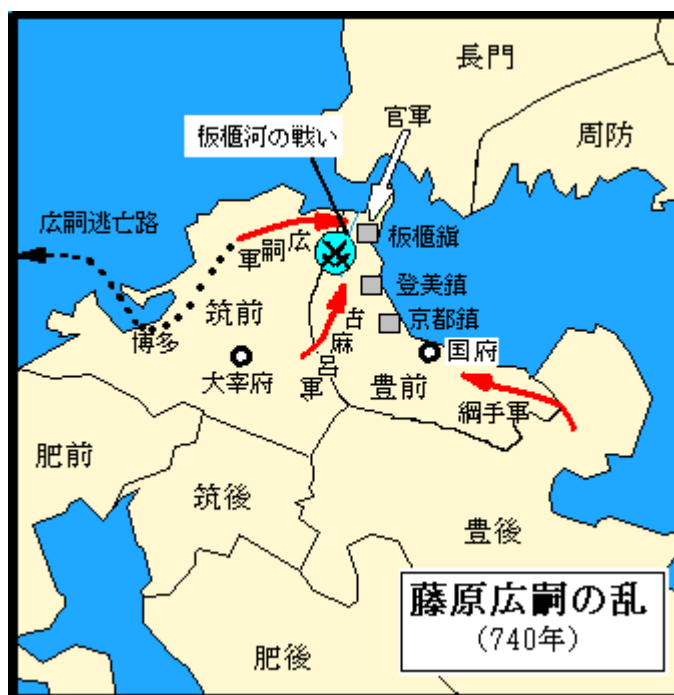 長門
官軍
周防
板櫃河の戦い
広嗣逃亡路
広嗣軍
板櫃鎮
登美鎮
京都鎮
筑前
博多
古麻呂軍
大宰府
国府
豊前
綱手軍
肥前
筑後
豊後
肥後
藤原広嗣の乱
(740年)